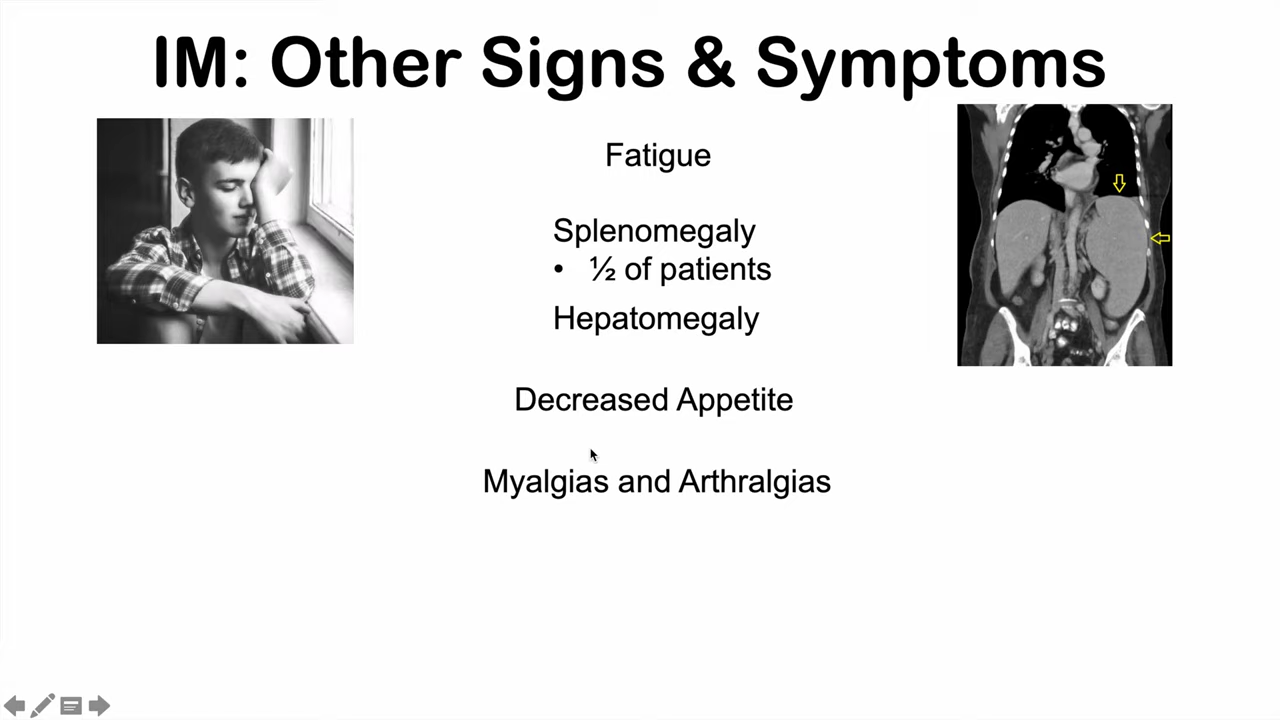 IM: Other Signs & Symptoms
Fatigue
Splenomegaly
• ½ of patients
Hepatomegaly
Decreased Appetite
Myalgias and Arthralgias